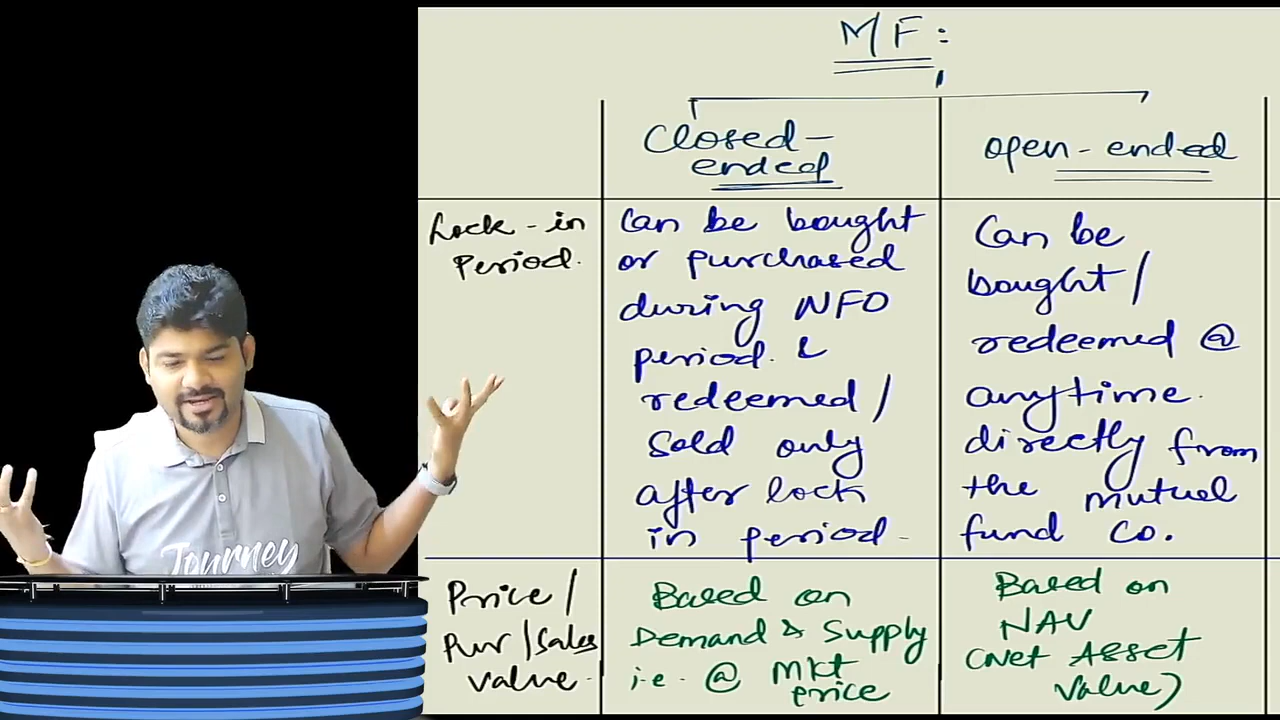 MF:
Closed-
ended
open-ended
Lock-in
Period.
Can be bought
or purchased
during NFO
period. &
redeemed/
Sold only
after lock
in period.
Can be
bought/
redeemed @
anytime.
directly from
the mutual
fund Co.
Price/
Pur/Sales
value.
Based on
Demand & Supply
i.e. @ Mkt
price
Based on
NAV
(Net Asset
Value)
Journey